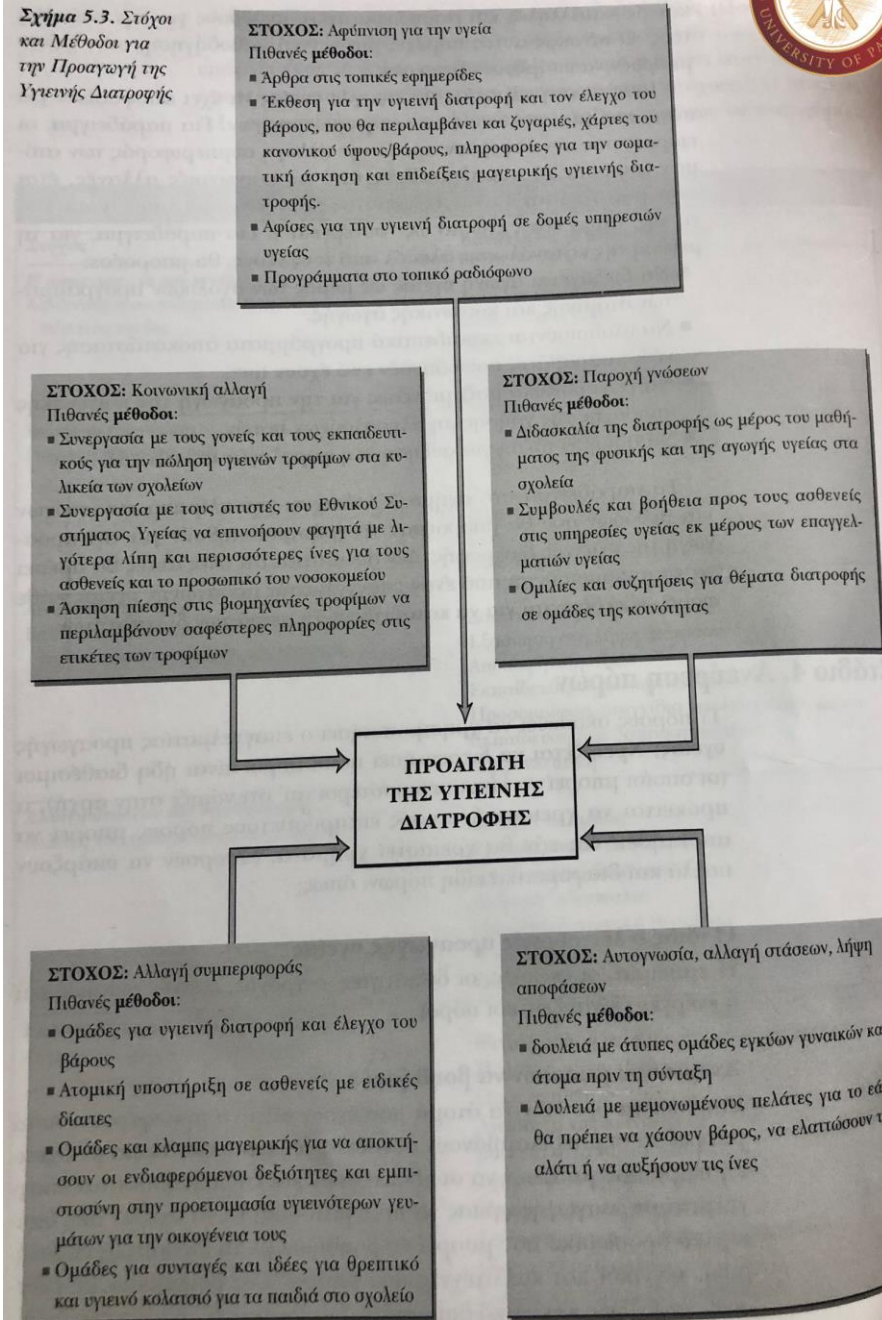 Σχήμα 5.3. Στόχοι
και Μέθοδοι για
την Προαγωγή της
Υγιεινής Διατροφής
ΣΤΟΧΟΣ: Αφύπνιση για την υγεία
Πιθανές μέθοδοι:
▪ Άρθρα στις τοπικές εφημερίδες
▪ Έκθεση για την υγιεινή διατροφή και τον έλεγχο του
βάρους, που θα περιλαμβάνει και ζυγαριές, χάρτες του
κανονικού ύψους/βάρους, πληροφορίες για την σωμα-
τική άσκηση και επιδείξεις μαγειρικής υγιεινής δια-
τροφής.
▪ Αφίσες για την υγιεινή διατροφή σε δομές υπηρεσιών
υγείας
▪ Προγράμματα στο τοπικό ραδιόφωνο
UNIVERSITY OF PA
ΣΤΟΧΟΣ: Κοινωνική αλλαγή
Πιθανές μέθοδοι:
▪ Συνεργασία με τους γονείς και τους εκπαιδευτι-
κούς για την πώληση υγιεινών τροφίμων στα κυ-
λικεία των σχολείων
▪ Συνεργασία με τους σιτιστές του Εθνικού Συ-
στήματος Υγείας να επινοήσουν φαγητά με λι-
γότερα λίπη και περισσότερες ίνες για τους
ασθενείς και το προσωπικό του νοσοκομείου
▪ Άσκηση πίεσης στις βιομηχανίες τροφίμων να
περιλαμβάνουν σαφέστερες πληροφορίες στις
ετικέτες των τροφίμων
ΣΤΟΧΟΣ: Παροχή γνώσεων
Πιθανές μέθοδοι:
▪ Διδασκαλία της διατροφής ως μέρος του μαθή-
ματος της φυσικής και της αγωγής υγείας στα
σχολεία
▪ Συμβουλές και βοήθεια προς τους ασθενείς
στις υπηρεσίες υγείας εκ μέρους των επαγγελ-
ματιών υγείας
▪ Ομιλίες και συζητήσεις για θέματα διατροφής
σε ομάδες της κοινότητας
ΠΡΟΑΓΩΓΗ
ΤΗΣ ΥΓΙΕΙΝΗΣ
ΔΙΑΤΡΟΦΗΣ
ΣΤΟΧΟΣ: Αλλαγή συμπεριφοράς
Πιθανές μέθοδοι:
▪ Ομάδες για υγιεινή διατροφή και έλεγχο του
βάρους
▪ Ατομική υποστήριξη σε ασθενείς με ειδικές
δίαιτες
▪ Ομάδες και κλαμπς μαγειρικής για να αποκτή-
σουν οι ενδιαφερόμενοι δεξιότητες και εμπι-
στοσύνη στην προετοιμασία υγιεινότερων γευ-
μάτων για την οικογένεια τους
▪ Ομάδες για συνταγές και ιδέες για θρεπτικό
και υγιεινό κολατσιό για τα παιδιά στο σχολείο
ΣΤΟΧΟΣ: Αυτογνωσία, αλλαγή στάσεων, λήψη
αποφάσεων
Πιθανές μέθοδοι:
▪ δουλειά με άτυπες ομάδες εγκύων γυναικών κα
άτομα πριν τη σύνταξη
▪ Δουλειά με μεμονωμένους πελάτες για το εά
θα πρέπει να χάσουν βάρος, να ελαττώσουν τ
αλάτι ή να αυξήσουν τις ίνες